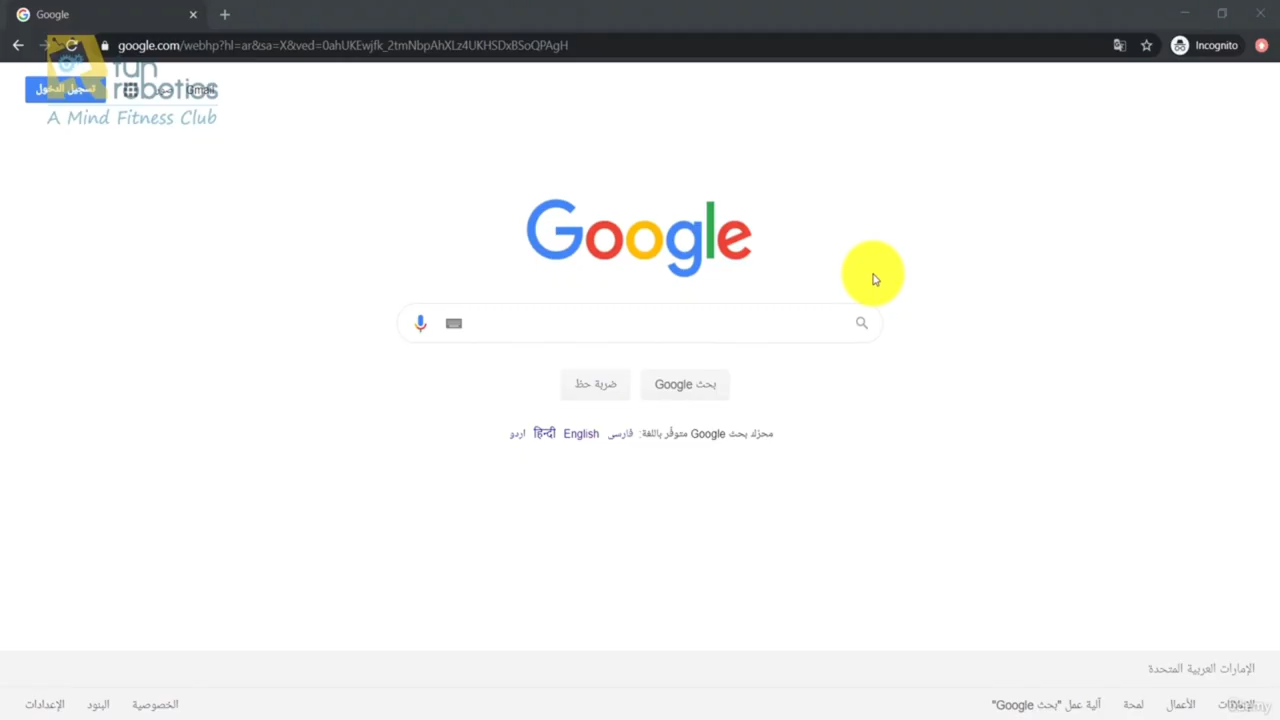 Google
google.com/webhp?hl=ar&sa=X&ved=0ahUKEwjfk_2tmNbpAhXLz4UKHSDxBSoQPAgH
Incognito
fun
robotics
A Mind Fitness Club
تسجيل الدخول
Gmail
Google
بحث Google
ضربة حظ
محرّك بحث Google متوفّر باللغة: فارسی English हिन्दी اردو
الإمارات العربية المتحدة
الإعلانات الأعمال لمحة آلية عمل "بحث Google"
الخصوصية البنود الإعدادات